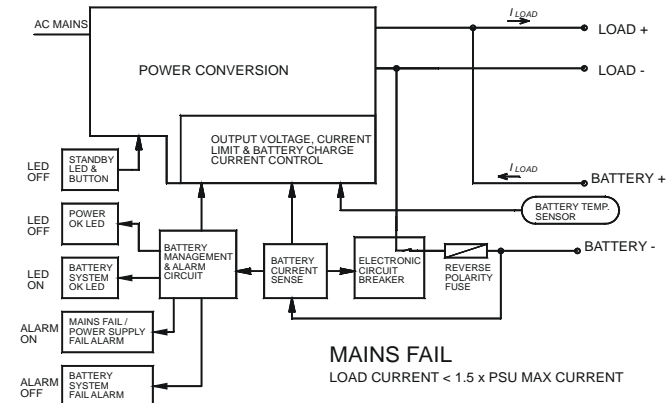 AC MAINS
I LOAD
LOAD +
POWER CONVERSION
LOAD -
OUTPUT VOLTAGE, CURRENT
LIMIT & BATTERY CHARGE
CURRENT CONTROL
LED
OFF
STANDBY
LED &
BUTTON
I LOAD
BATTERY +
BATTERY TEMP.
SENSOR
LED
OFF
POWER
OK LED
BATTERY
MANAGEMENT
& ALARM
CIRCUIT
BATTERY
CURRENT
SENSE
ELECTRONIC
CIRCUIT
BREAKER
REVERSE
POLARITY
FUSE
BATTERY -
LED
ON
BATTERY
SYSTEM
OK LED
ALARM
ON
MAINS FAIL /
POWER SUPPLY
FAIL ALARM
ALARM
OFF
BATTERY
SYSTEM
FAIL ALARM
MAINS FAIL
LOAD CURRENT < 1.5 x PSU MAX CURRENT